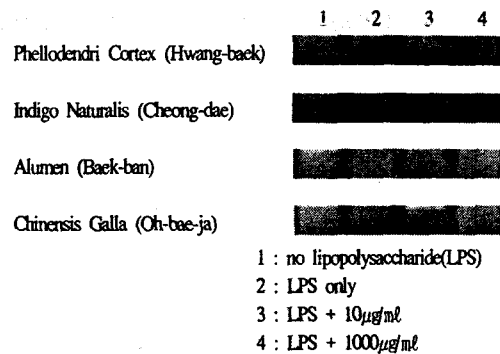 1 2 3 4
Phellodendri Cortex (Hwang-baek)
Indigo Naturalis (Cheong-dae)
Alumen (Baek-ban)
Chinensis Galla (Oh-bae-ja)
1 : no lipopolysaccharide(LPS)
2 : LPS only
3 : LPS + 10μg/mℓ
4 : LPS + 1000μg/mℓ